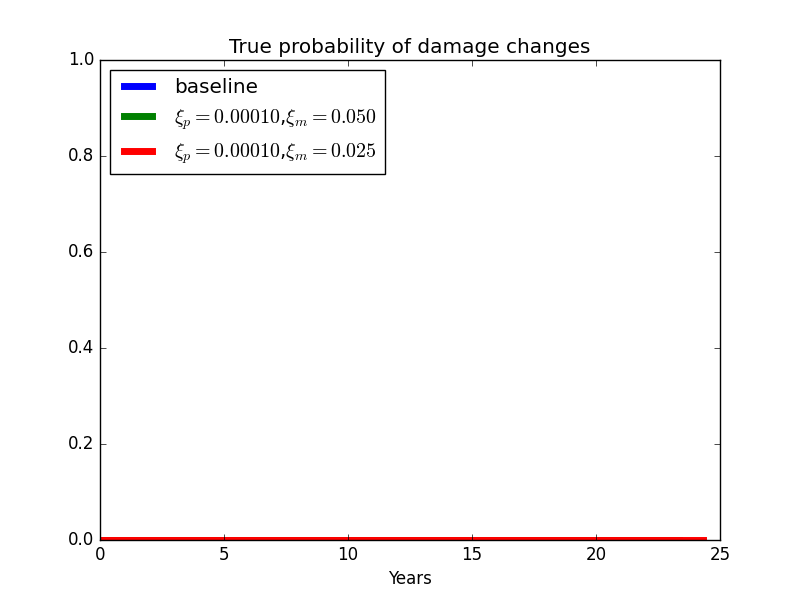 True probability of damage changes
1.0
baseline
ξₚ = 0.00010,ξₘ = 0.050
ξₚ = 0.00010,ξₘ = 0.025
0.8
0.6
0.4
0.2
0.0
0 5 10 15 20 25
Years